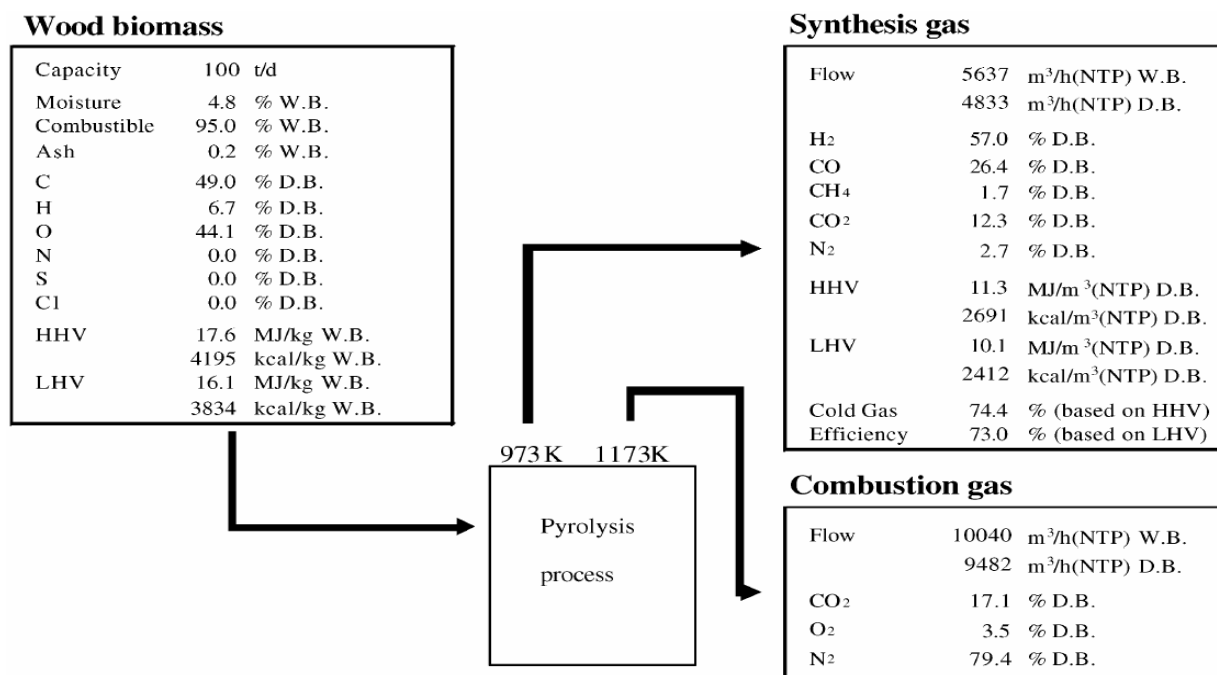 Wood biomass
Capacity 100 t/d
Moisture 4.8 % W.B.
Combustible 95.0 % W.B.
Ash 0.2 % W.B.
C 49.0 % D.B.
H 6.7 % D.B.
O 44.1 % D.B.
N 0.0 % D.B.
S 0.0 % D.B.
Cl 0.0 % D.B.
HHV 17.6 MJ/kg W.B.
4195 kcal/kg W.B.
LHV 16.1 MJ/kg W.B.
3834 kcal/kg W.B.
973K 1173K
Pyrolysis
process
Synthesis gas
Flow 5637 m³/h(NTP) W.B.
4833 m³/h(NTP) D.B.
H₂ 57.0 % D.B.
CO 26.4 % D.B.
CH₄ 1.7 % D.B.
CO₂ 12.3 % D.B.
N₂ 2.7 % D.B.
HHV 11.3 MJ/m³(NTP) D.B.
2691 kcal/m³(NTP) D.B.
LHV 10.1 MJ/m³(NTP) D.B.
2412 kcal/m³(NTP) D.B.
Cold Gas 74.4 % (based on HHV)
Efficiency 73.0 % (based on LHV)
Combustion gas
Flow 10040 m³/h(NTP) W.B.
9482 m³/h(NTP) D.B.
CO₂ 17.1 % D.B.
O₂ 3.5 % D.B.
N₂ 79.4 % D.B.